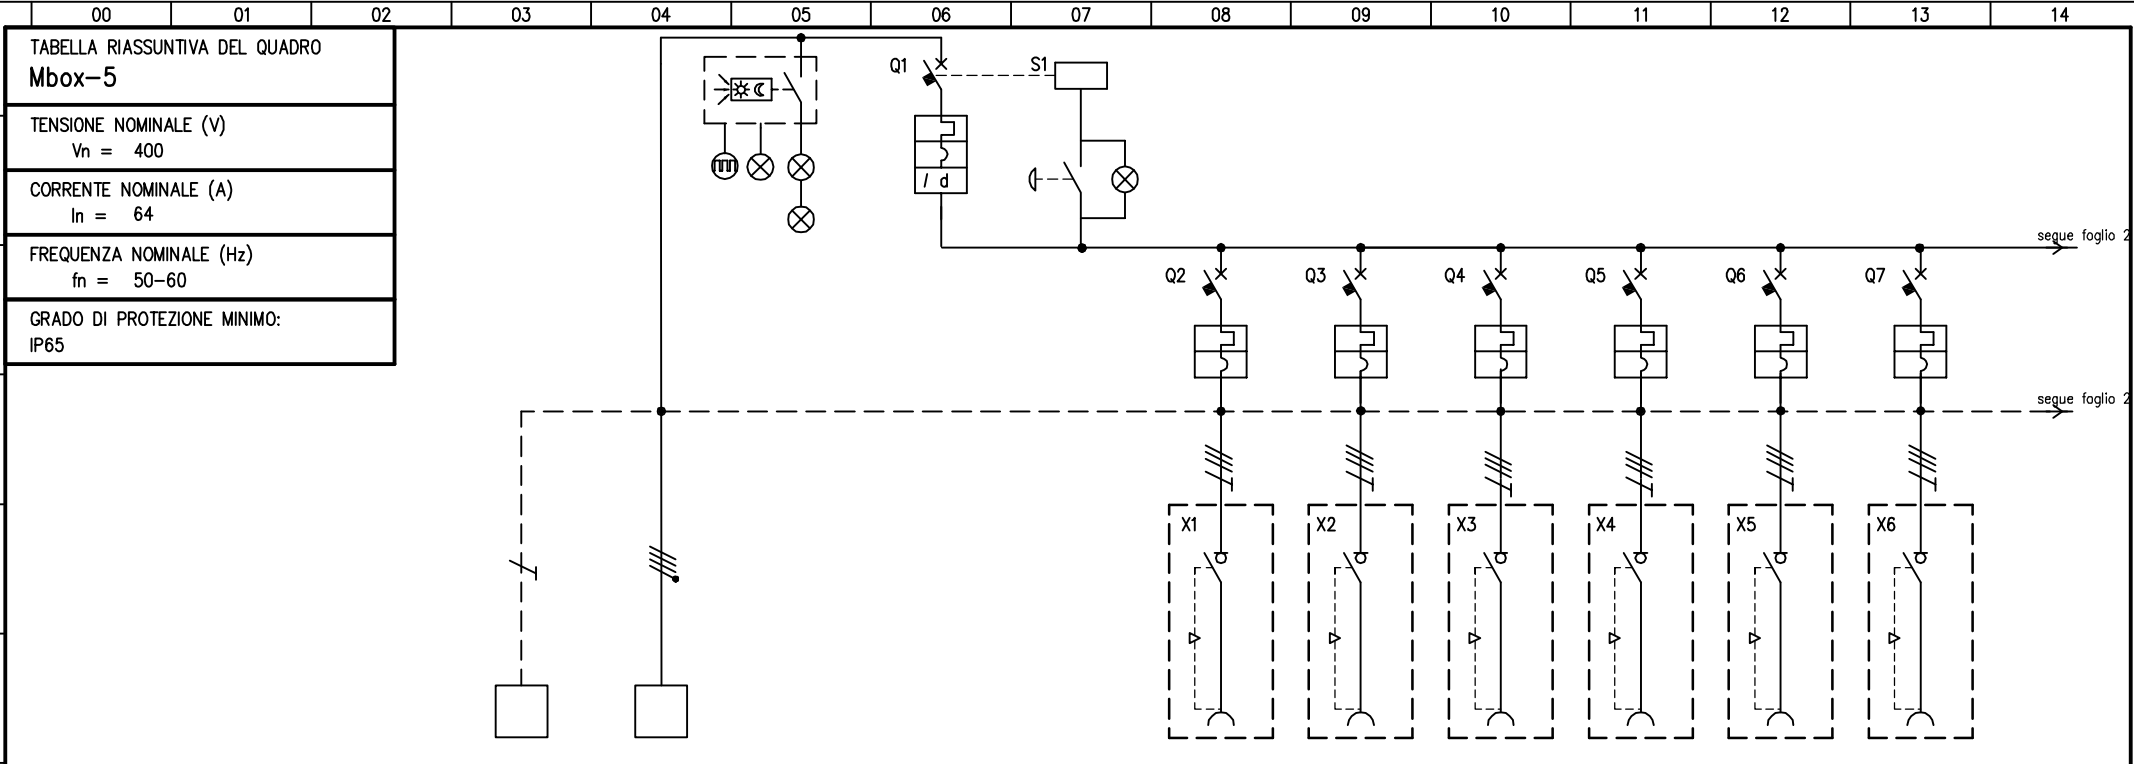 00 01 02 03 04 05 06 07 08 09 10 11 12 13 14
TABELLA RIASSUNTIVA DEL QUADRO
Mbox-5
TENSIONE NOMINALE (V)
Vn = 400
CORRENTE NOMINALE (A)
In = 64
FREQUENZA NOMINALE (Hz)
fn = 50-60
GRADO DI PROTEZIONE MINIMO:
IP65
Q1 S1
I d
segue foglio 2
Q2 Q3 Q4 Q5 Q6 Q7
segue foglio 2
X1 X2 X3 X4 X5 X6